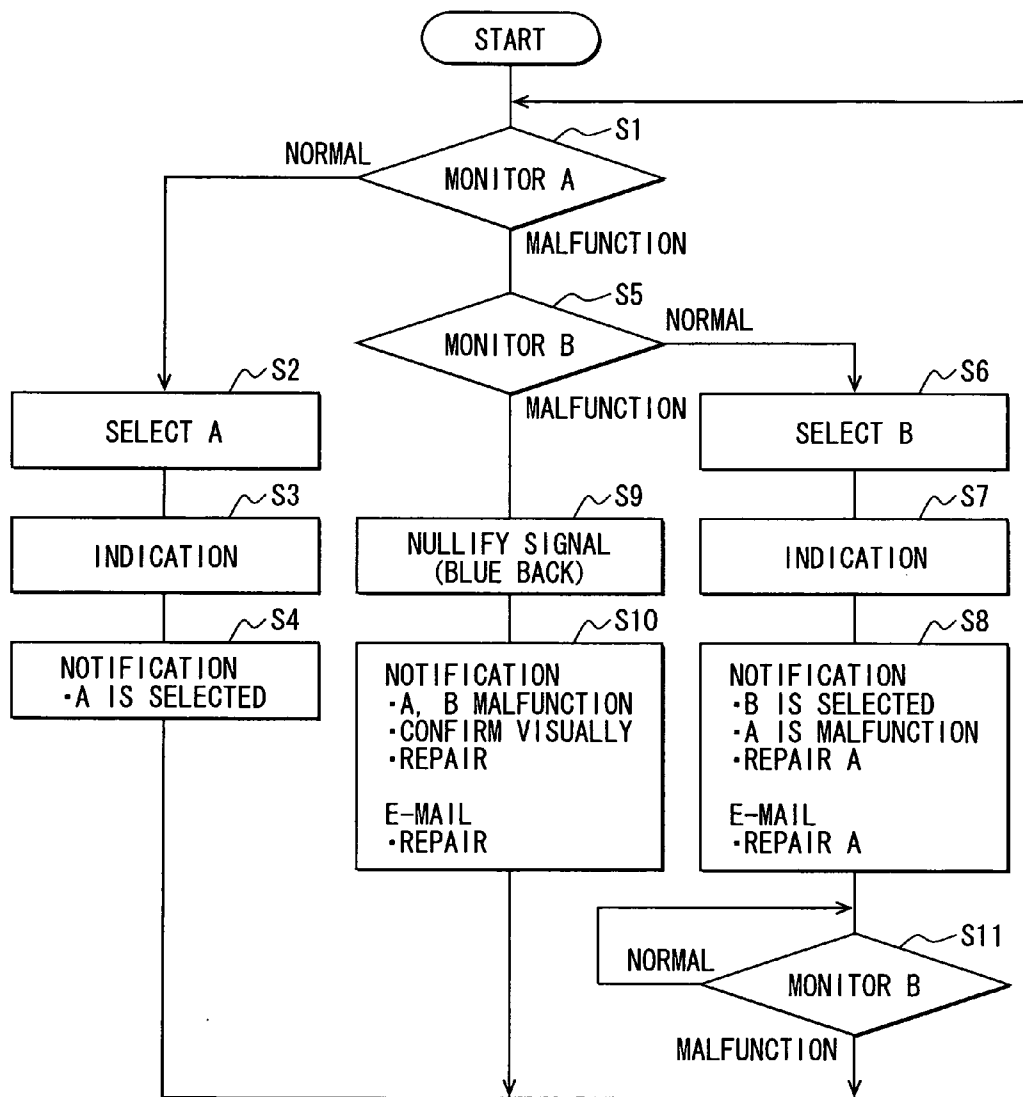 START
S1
NORMAL
MONITOR A
MALFUNCTION
S5
NORMAL
MONITOR B
MALFUNCTION
S2
SELECT A
S6
SELECT B
S3
INDICATION
S9
NULLIFY SIGNAL
(BLUE BACK)
S7
INDICATION
S4
NOTIFICATION
・A IS SELECTED
S10
NOTIFICATION
・A, B MALFUNCTION
・CONFIRM VISUALLY
・REPAIR
E-MAIL
・REPAIR
S8
NOTIFICATION
・B IS SELECTED
・A IS MALFUNCTION
・REPAIR A
E-MAIL
・REPAIR A
S11
NORMAL
MONITOR B
MALFUNCTION